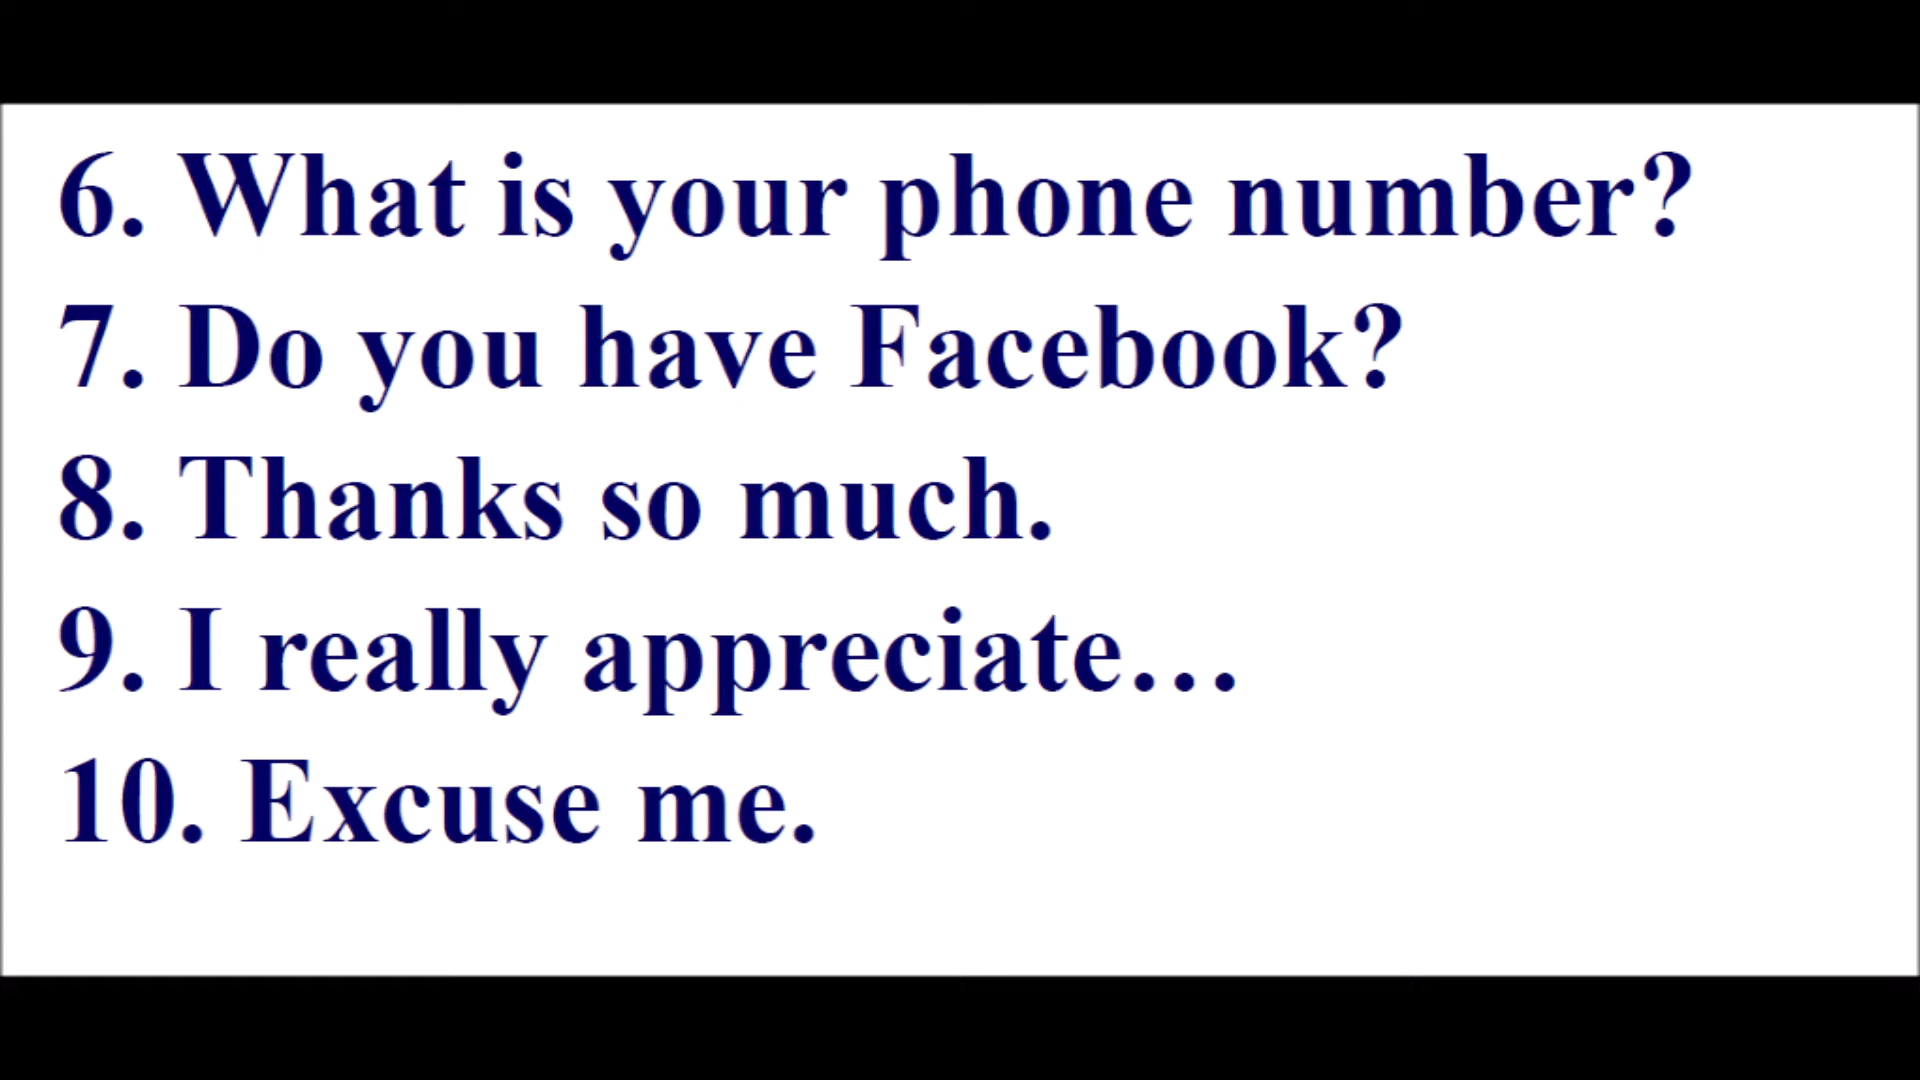 6. What is your phone number?
7. Do you have Facebook?
8. Thanks so much.
9. I really appreciate…
10. Excuse me.